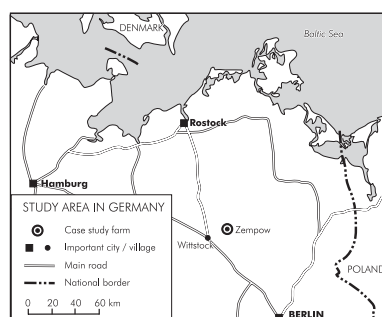 DENMARK
Baltic Sea
Rostock
Hamburg
STUDY AREA IN GERMANY
Case study farm
Important city / village
Main road
National border
0 20 40 60 km
Zempow
Wittstock
POLAND
BERLIN